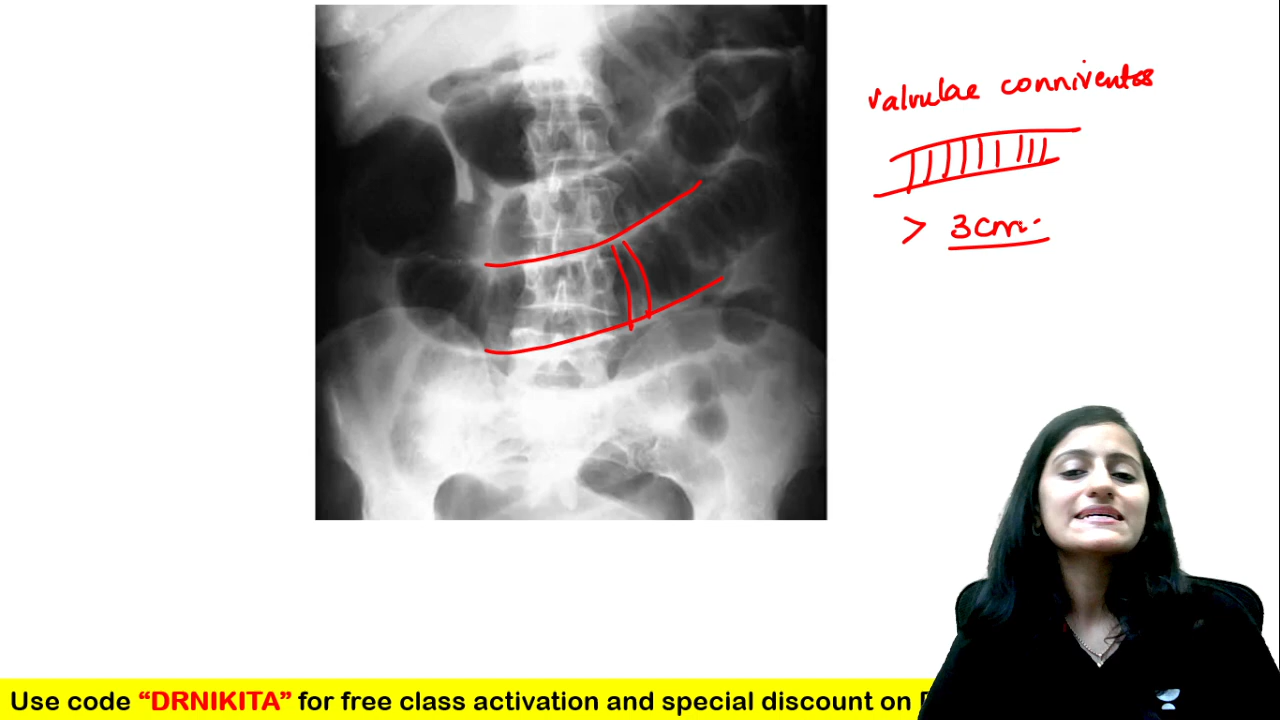 valvulae conniventes
> 3cm.
Use code “DRNIKITA” for free class activation and special discount on